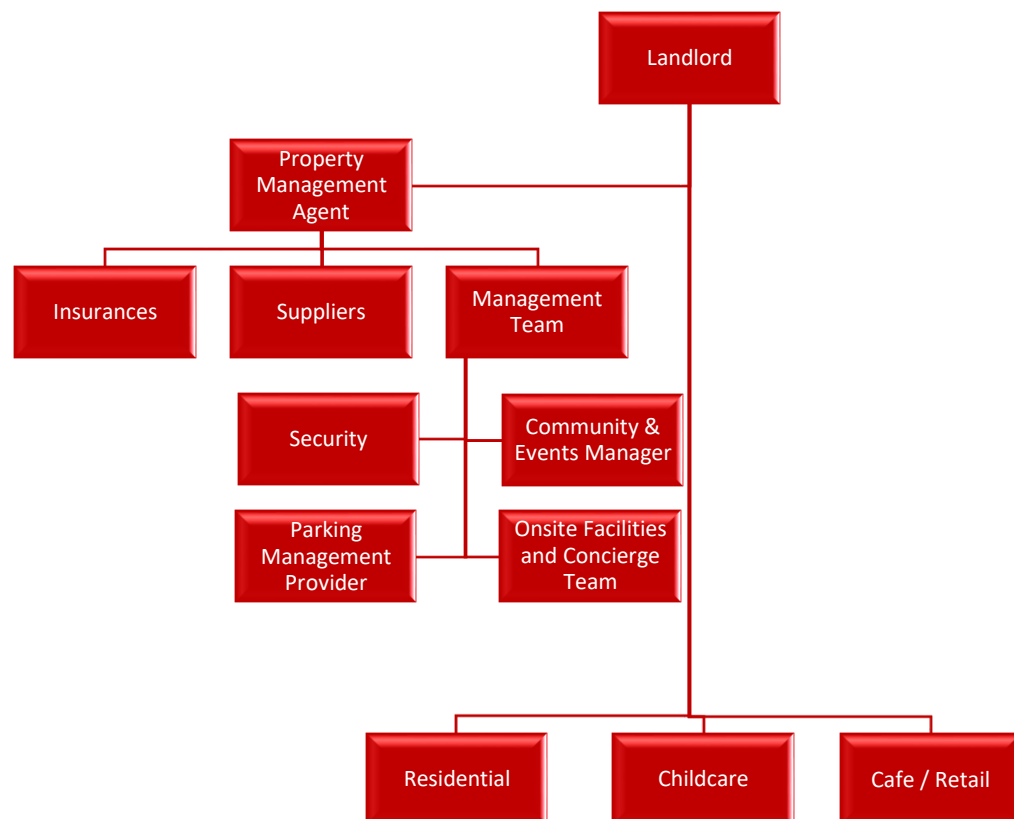 Landlord
Property
Management
Agent
Insurances
Suppliers
Management
Team
Security
Community &
Events Manager
Parking
Management
Provider
Onsite Facilities
and Concierge
Team
Residential
Childcare
Cafe / Retail